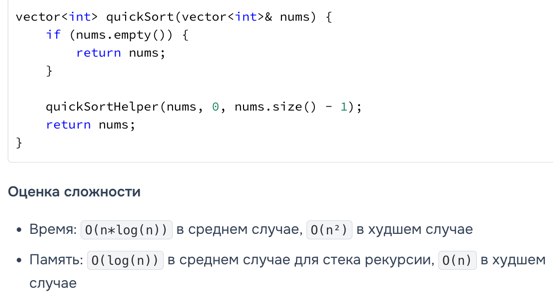 vector<int> quickSort(vector<int>& nums) {
    if (nums.empty()) {
        return nums;
    }

    quickSortHelper(nums, 0, nums.size() - 1);
    return nums;
}
Оценка сложности
• Время: O(n*log(n)) в среднем случае, O(n²) в худшем случае
• Память: O(log(n)) в среднем случае для стека рекурсии, O(n) в худшем
случае